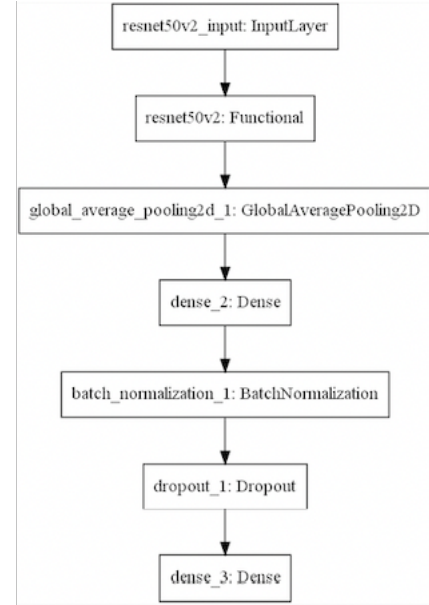 resnet50v2_input: InputLayer
resnet50v2: Functional
global_average_pooling2d_1: GlobalAveragePooling2D
dense_2: Dense
batch_normalization_1: BatchNormalization
dropout_1: Dropout
dense_3: Dense